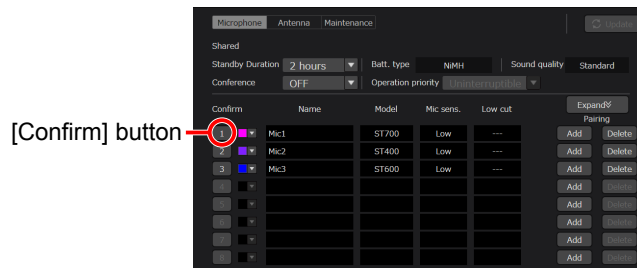 Microphone Antenna Maintenance Update
Shared
Standby Duration 2 hours Batt. type NiMH Sound quality Standard
Conference OFF Operation priority Uninterruptible
Confirm Name Model Mic sens. Low cut Expand
Pairing
[Confirm] button
1 Mic1 ST700 Low --- Add Delete
2 Mic2 ST400 Low --- Add Delete
3 Mic3 ST600 Low --- Add Delete
4 Add Delete
5 Add Delete
6 Add Delete
7 Add Delete
8 Add Delete